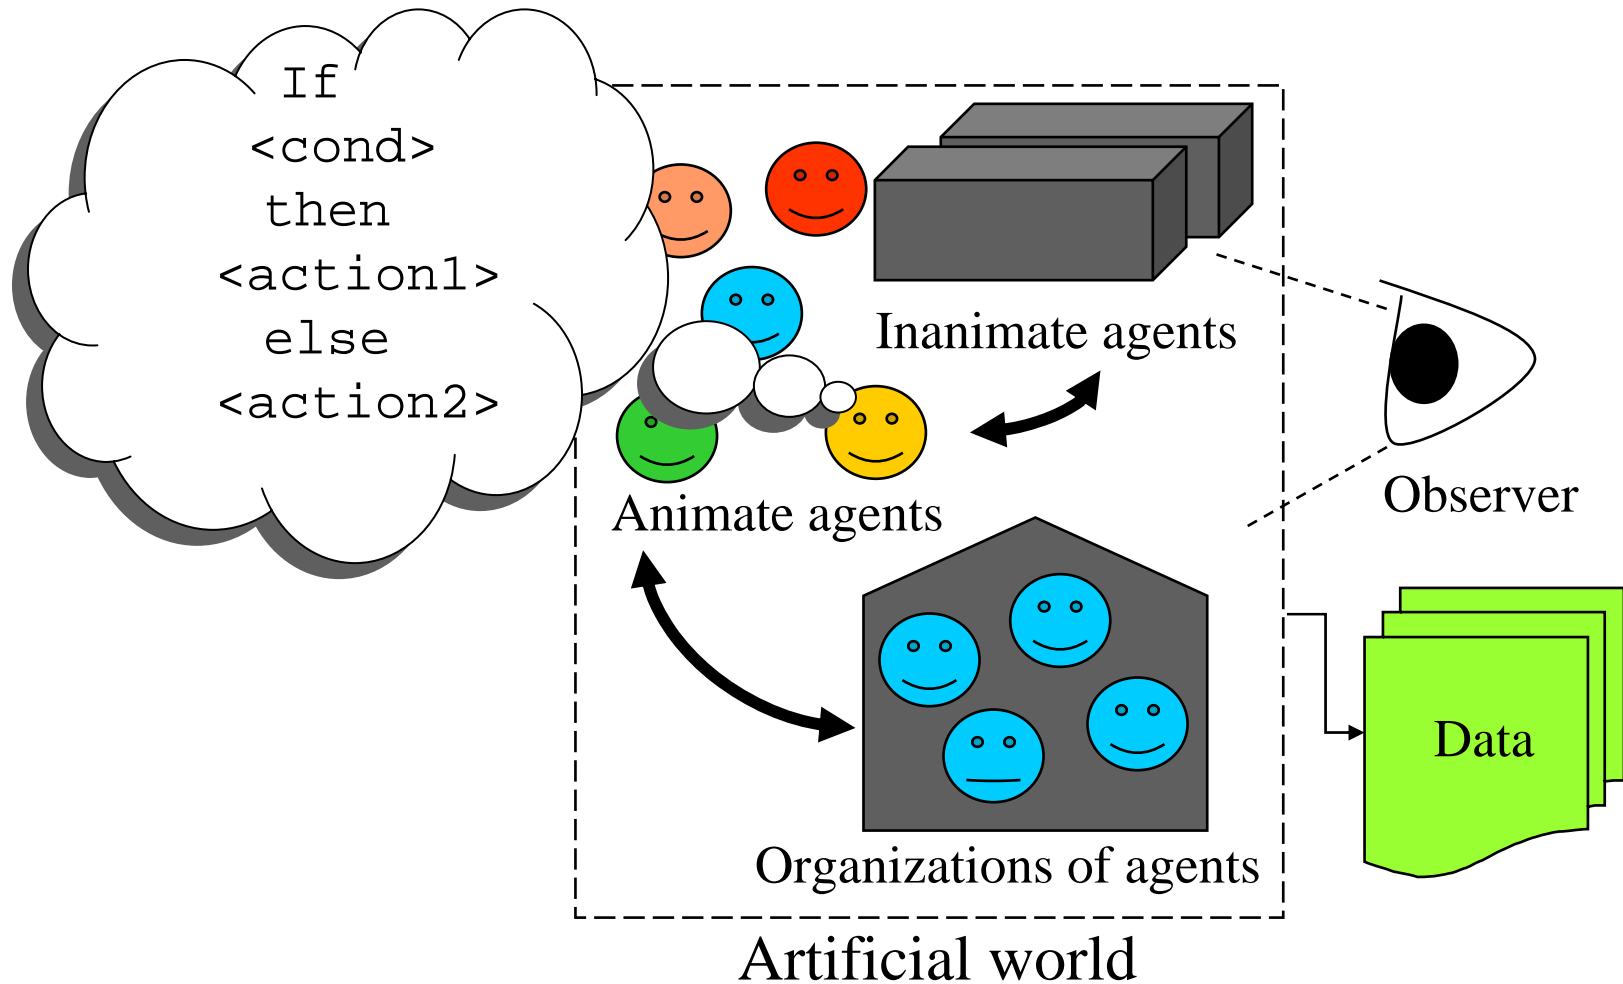 If
<cond>
then
<action1>
else
<action2>
Inanimate agents
Animate agents
Observer
Data
Organizations of agents
Artificial world